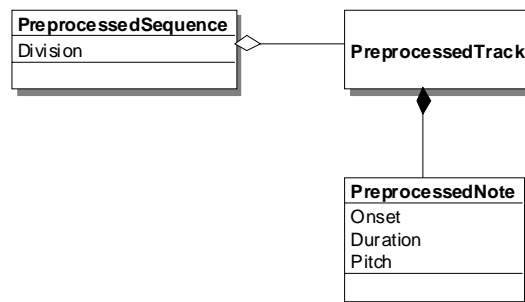 PreprocessedSequence
Division
PreprocessedTrack
PreprocessedNote
Onset
Duration
Pitch